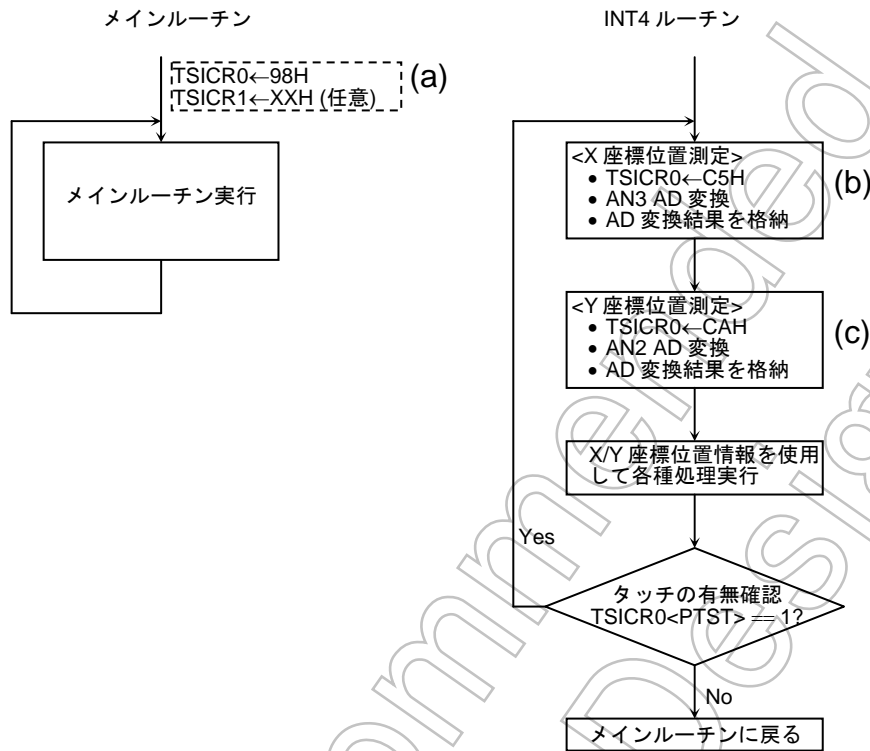 メインルーチン
TSICR0←98H
TSICR1←XXH (任意)
(a)
メインルーチン実行
INT4 ルーチン
<X 座標位置測定>
• TSICR0←C5H
• AN3 AD 変換
• AD 変換結果を格納
(b)
<Y 座標位置測定>
• TSICR0←CAH
• AN2 AD 変換
• AD 変換結果を格納
(c)
X/Y 座標位置情報を使用
して各種処理実行
Yes
タッチの有無確認
TSICR0<PTST> == 1?
No
メインルーチンに戻る